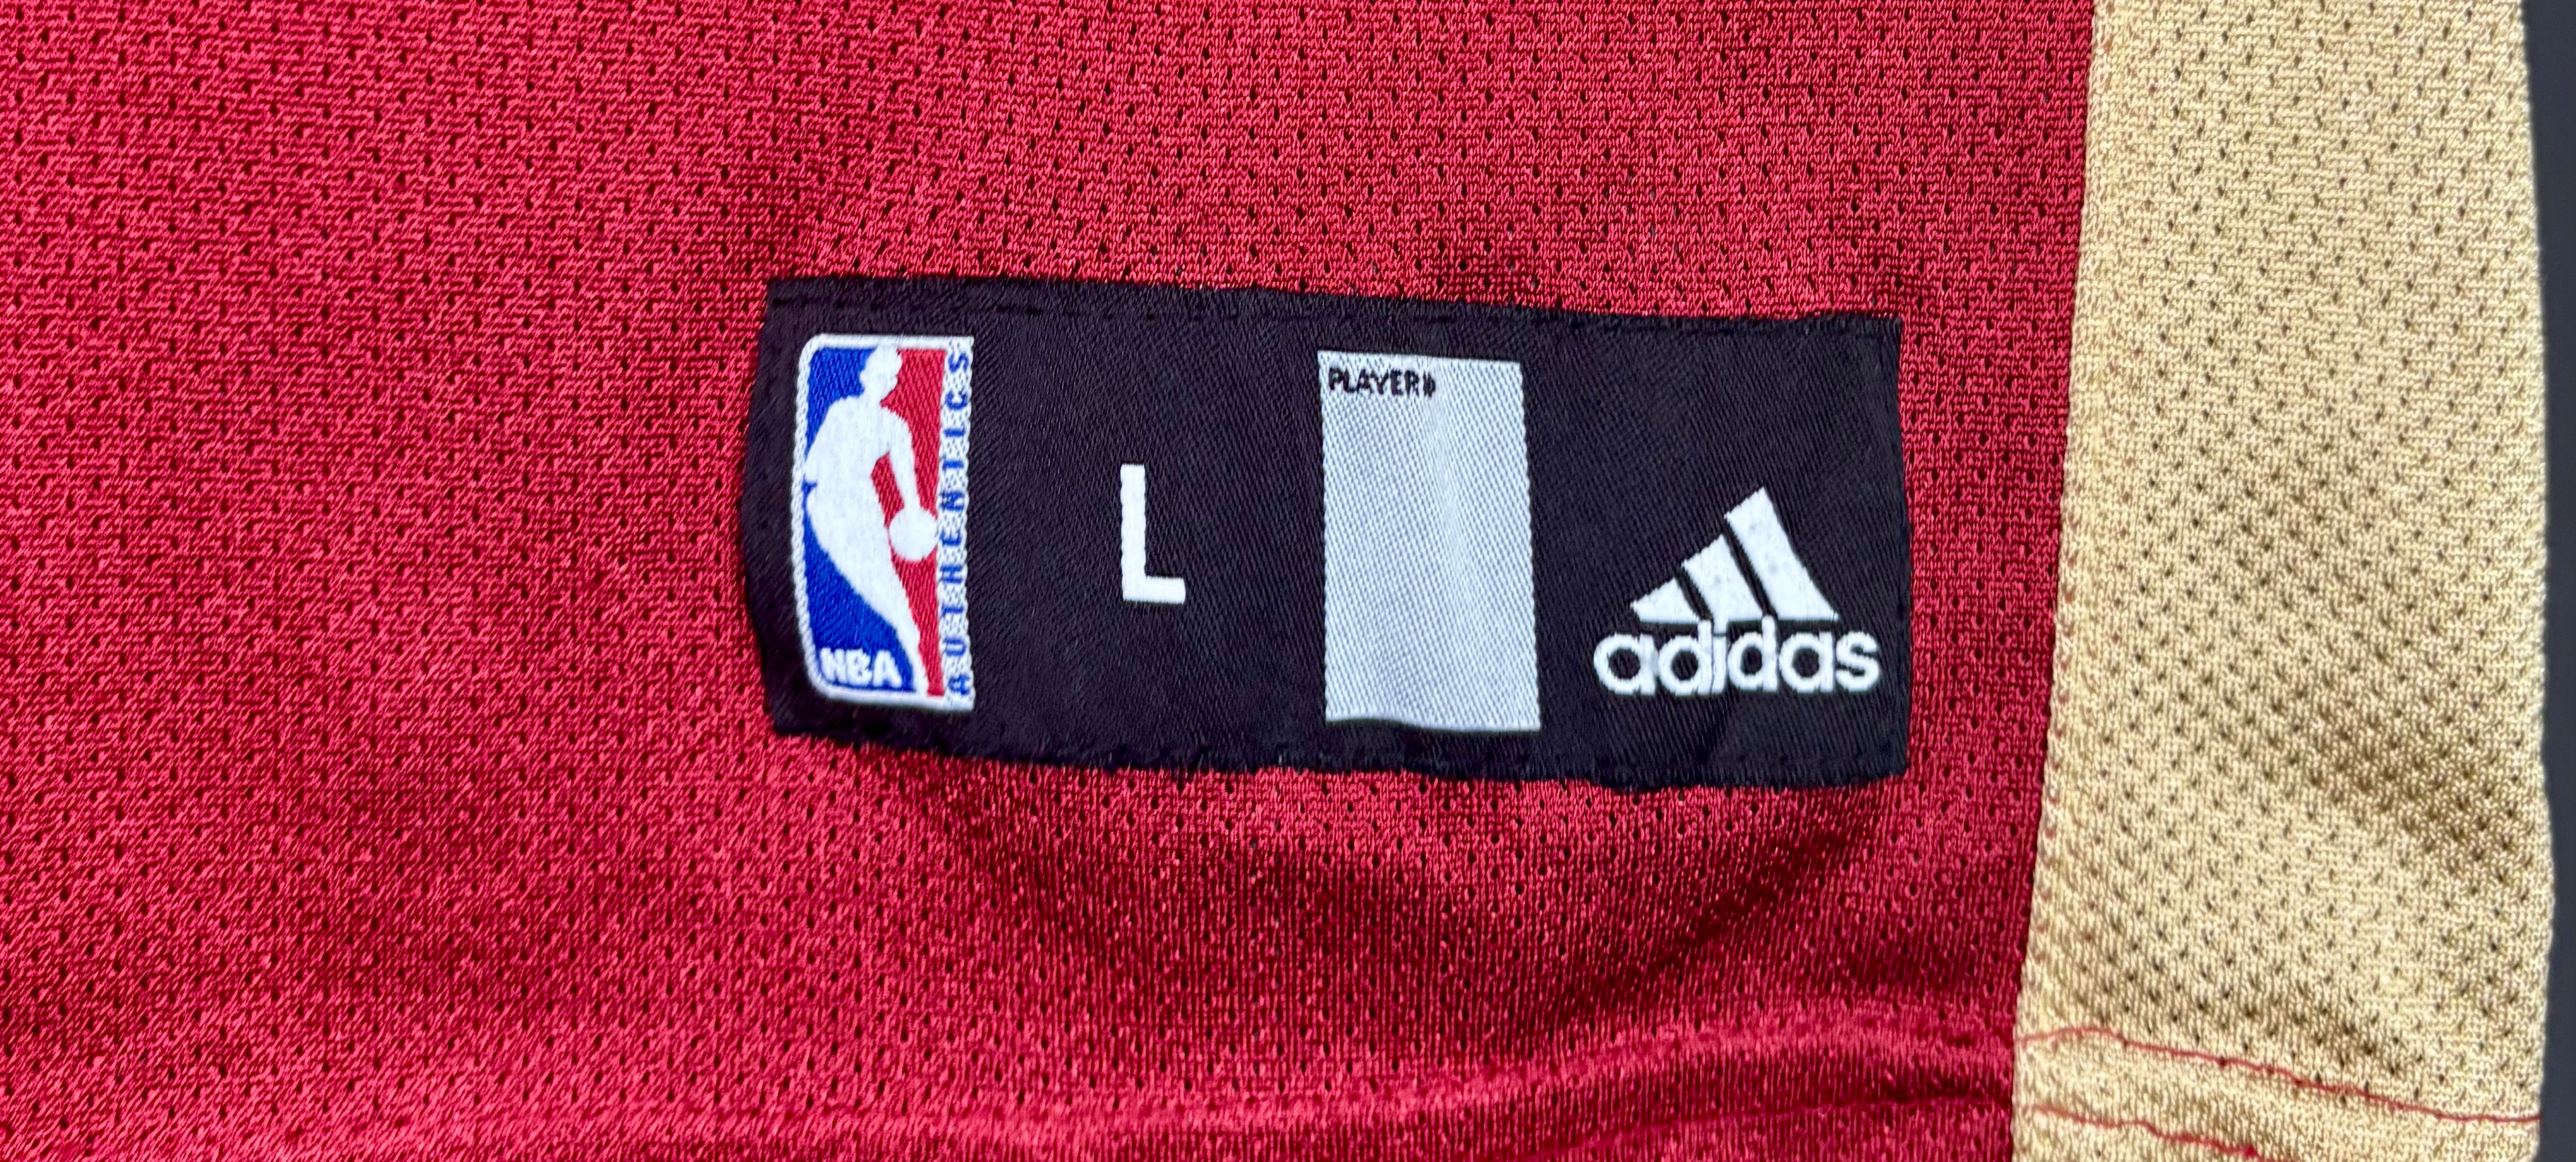 NBA
AUTHENTICS
L
PLAYER#
adidas